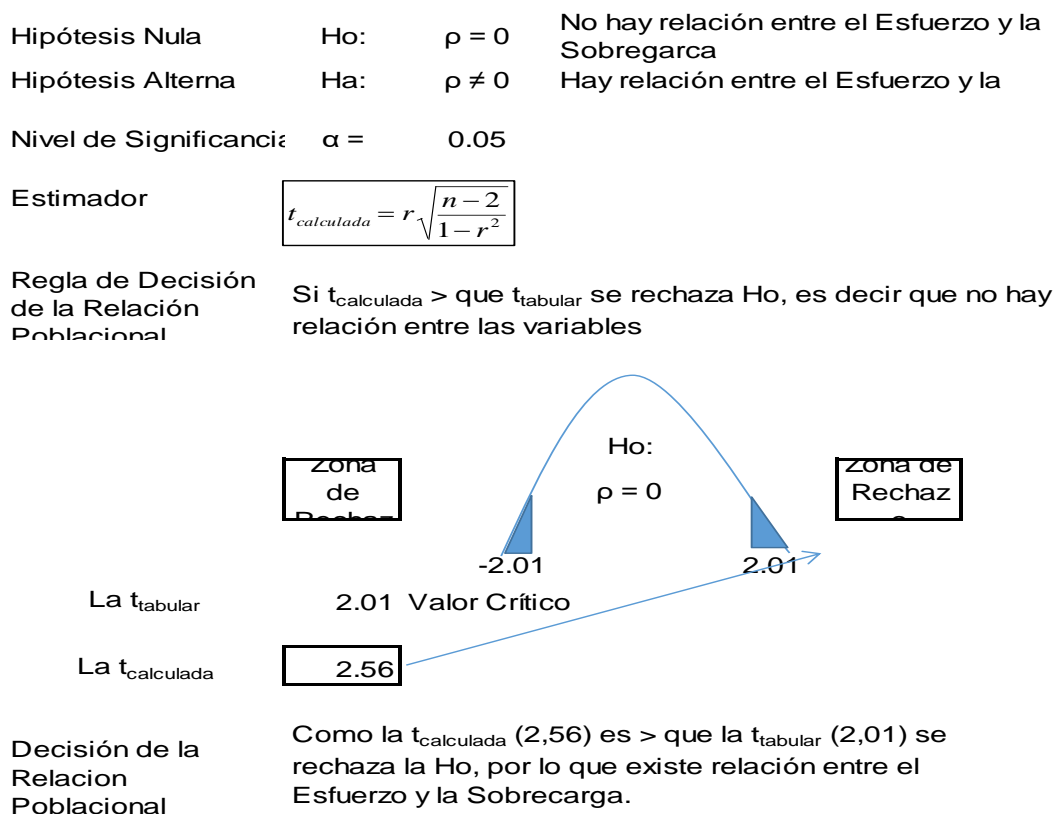 Hipótesis Nula Ho: ρ = 0 No hay relación entre el Esfuerzo y la
Sobregarca
Hipótesis Alterna Ha: ρ ≠ 0 Hay relación entre el Esfuerzo y la
Nivel de Significancia α = 0.05
Estimador t_calculada = r√((n − 2)/(1 − r²))
Regla de Decisión
de la Relación
Poblacional
Si t_calculada > que t_tabular se rechaza Ho, es decir que no hay
relación entre las variables
Ho:
ρ = 0
Zona
de
Rechaz
Zona de
Rechaz
-2.01 2.01
La t_tabular 2.01 Valor Crítico
La t_calculada 2.56
Decisión de la
Relacion
Poblacional
Como la t_calculada (2,56) es > que la t_tabular (2,01) se
rechaza la Ho, por lo que existe relación entre el
Esfuerzo y la Sobrecarga.